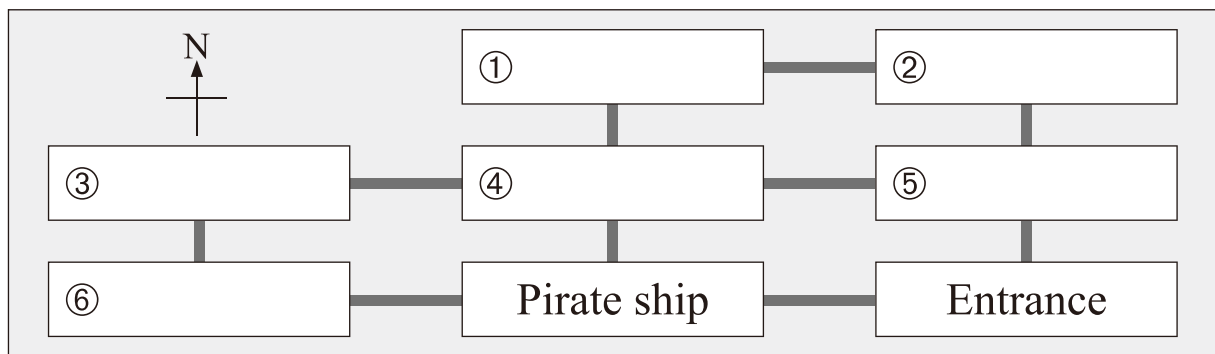 N
① ②
③ ④ ⑤
⑥ Pirate ship Entrance